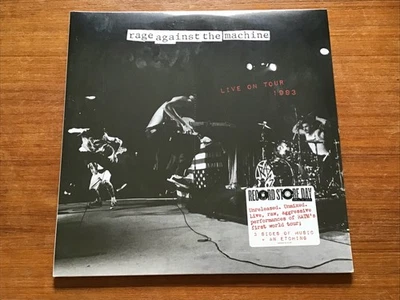 rage against the machine
LIVE ON TOUR
1993
RECORD STORE DAY
Unreleased. Unmixed.
Live, raw, aggressive
performances of RATM's
first world tour;
3 SIDES OF MUSIC
+ AN ETCHING